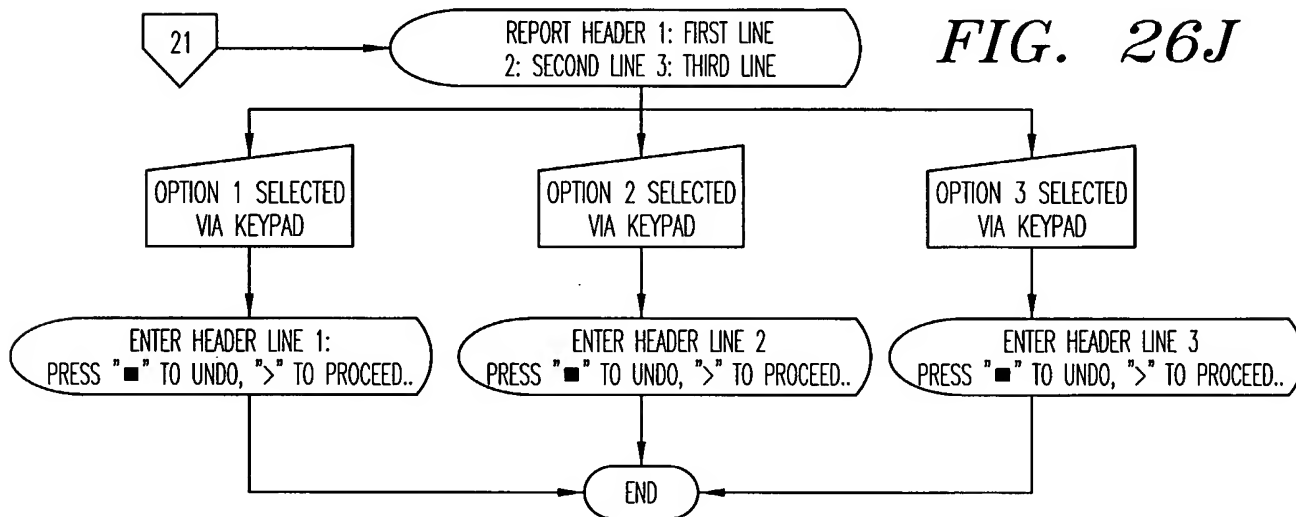 21
REPORT HEADER 1: FIRST LINE
2: SECOND LINE 3: THIRD LINE
FIG. 26J
OPTION 1 SELECTED
VIA KEYPAD
OPTION 2 SELECTED
VIA KEYPAD
OPTION 3 SELECTED
VIA KEYPAD
ENTER HEADER LINE 1:
PRESS "■" TO UNDO, ">" TO PROCEED..
ENTER HEADER LINE 2
PRESS "■" TO UNDO, ">" TO PROCEED..
ENTER HEADER LINE 3
PRESS "■" TO UNDO, ">" TO PROCEED..
END